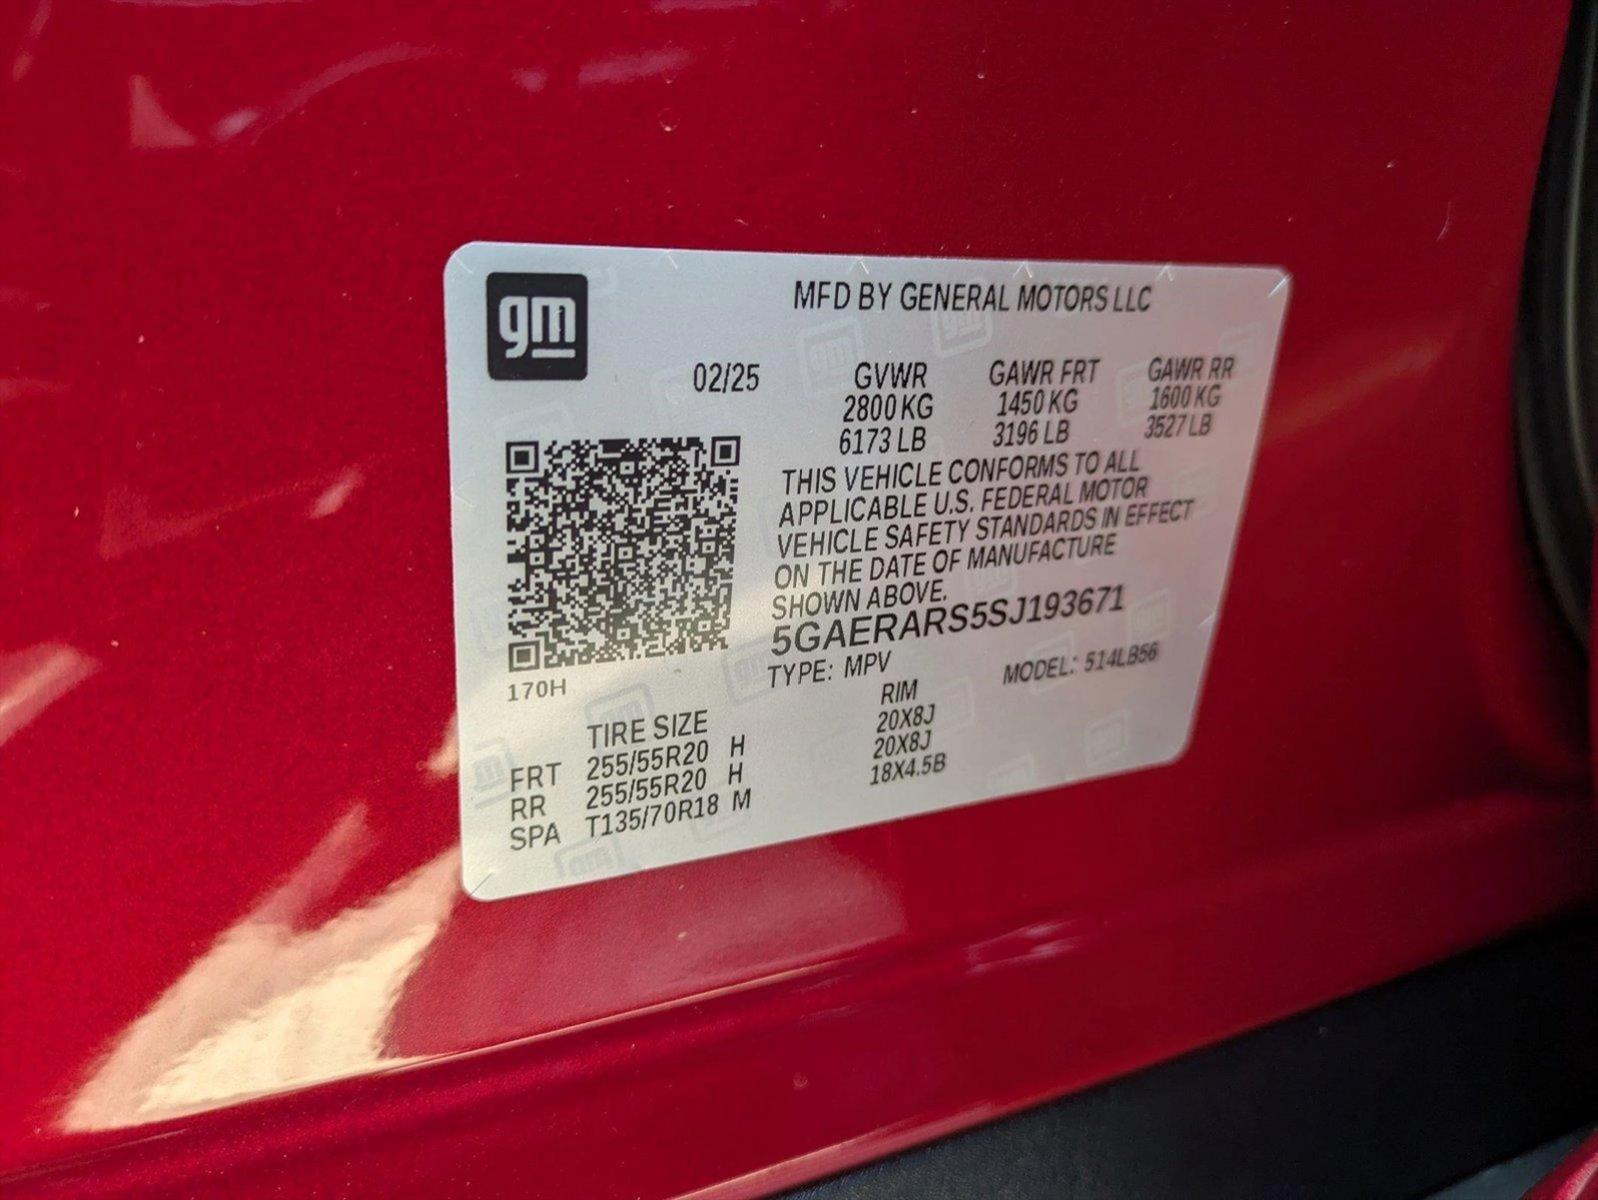 gm
MFD BY GENERAL MOTORS LLC
02/25 GVWR GAWR FRT GAWR RR
2800 KG 1450 KG 1600 KG
6173 LB 3196 LB 3527 LB
THIS VEHICLE CONFORMS TO ALL
APPLICABLE U.S. FEDERAL MOTOR
VEHICLE SAFETY STANDARDS IN EFFECT
ON THE DATE OF MANUFACTURE
SHOWN ABOVE.
5GAERARS5SJ193671
TYPE: MPV MODEL: 514LB56
170H
TIRE SIZE RIM
FRT 255/55R20 H 20X8J
RR 255/55R20 H 20X8J
SPA T135/70R18 M 18X4.5B